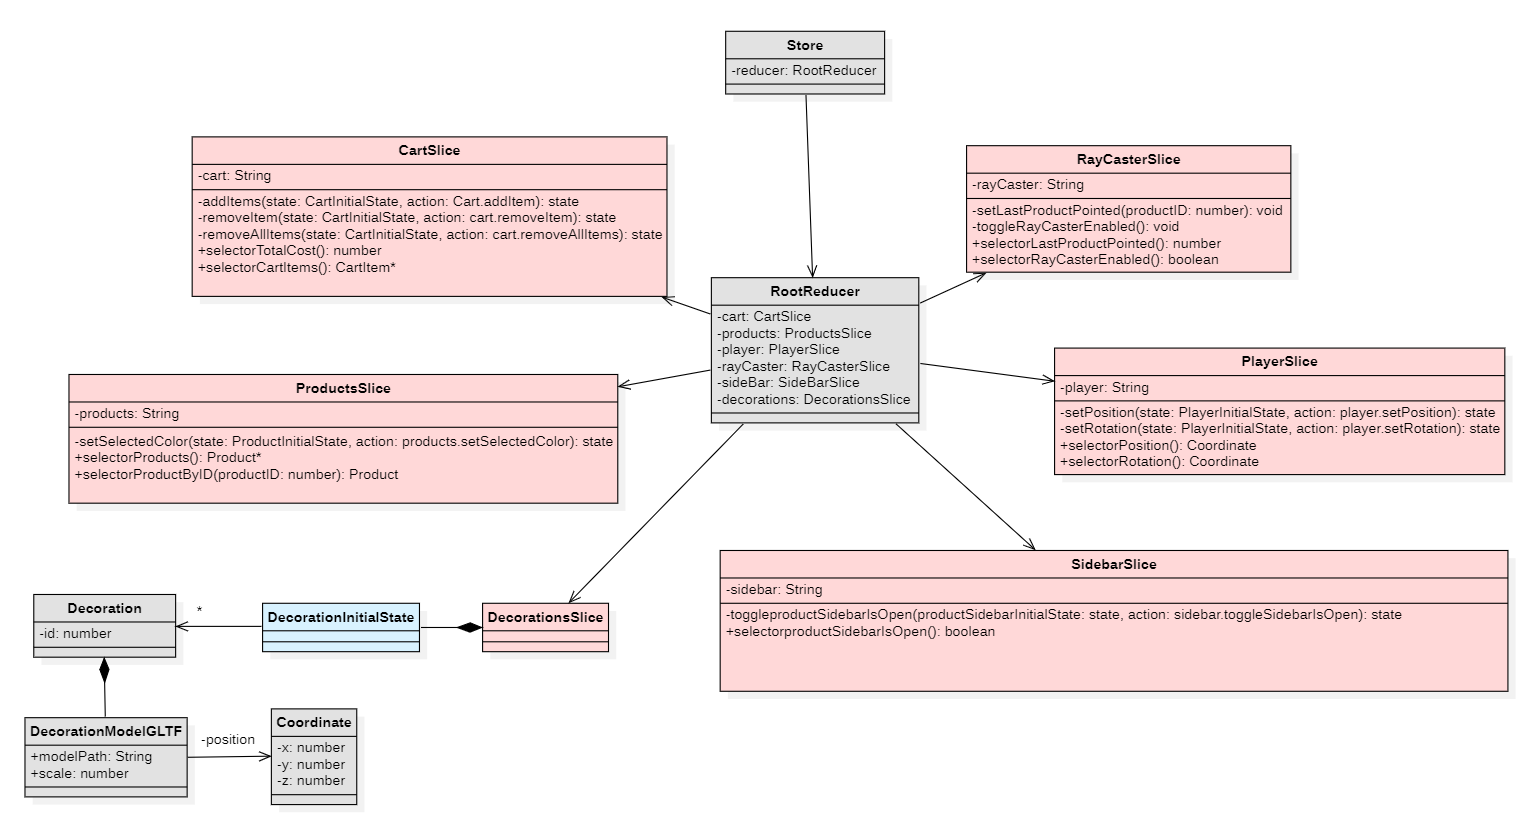 Store
-reducer: RootReducer
CartSlice
-cart: String
-addItems(state: CartInitialState, action: Cart.addItem): state
-removeItem(state: CartInitialState, action: cart.removeItem): state
-removeAllItems(state: CartInitialState, action: cart.removeAllItems): state
+selectorTotalCost(): number
+selectorCartItems(): CartItem*
RayCasterSlice
-rayCaster: String
-setLastProductPointed(productID: number): void
-toggleRayCasterEnabled(): void
+selectorLastProductPointed(): number
+selectorRayCasterEnabled(): boolean
RootReducer
-cart: CartSlice
-products: ProductsSlice
-player: PlayerSlice
-rayCaster: RayCasterSlice
-sideBar: SideBarSlice
-decorations: DecorationsSlice
ProductsSlice
-products: String
-setSelectedColor(state: ProductInitialState, action: products.setSelectedColor): state
+selectorProducts(): Product*
+selectorProductByID(productID: number): Product
PlayerSlice
-player: String
-setPosition(state: PlayerInitialState, action: player.setPosition): state
-setRotation(state: PlayerInitialState, action: player.setRotation): state
+selectorPosition(): Coordinate
+selectorRotation(): Coordinate
SidebarSlice
-sidebar: String
-toggleproductSidebarIsOpen(productSidebarInitialState: state, action: sidebar.toggleSidebarIsOpen): state
+selectorproductSidebarIsOpen(): boolean
Decoration
-id: number
*
DecorationInitialState
DecorationsSlice
DecorationModelGLTF
+modelPath: String
+scale: number
-position
Coordinate
-x: number
-y: number
-z: number